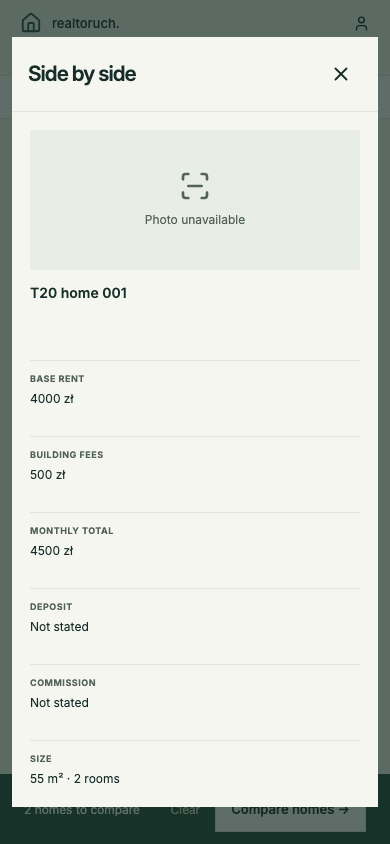 realtoruch.
Side by side
Photo unavailable
T20 home 001
BASE RENT
4000 zł
BUILDING FEES
500 zł
MONTHLY TOTAL
4500 zł
DEPOSIT
Not stated
COMMISSION
Not stated
SIZE
55 m² · 2 rooms
2 homes to compare
Clear
Compare homes →